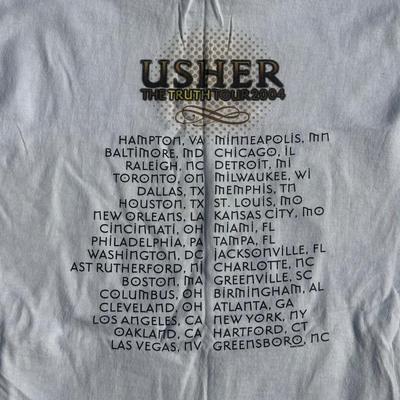 USHER
THE TRUTH TOUR 2004
HAMPTON, VA MINNEAPOLIS, MN
BALTIMORE, MD CHICAGO, IL
RALEIGH, NC DETROIT, MI
TORONTO, ON MILWAUKEE, WI
DALLAS, TX MEMPHIS, TN
HOUSTON, TX ST. LOUIS, MO
NEW ORLEANS, LA KANSAS CITY, MO
CINCINNATI, OH MIAMI, FL
PHILADELPHIA, PA TAMPA, FL
WASHINGTON, DC JACKSONVILLE, FL
AST RUTHERFORD, NJ CHARLOTTE, NC
BOSTON, MA GREENVILLE, SC
COLUMBUS, OH BIRMINGHAM, AL
CLEVELAND, OH ATLANTA, GA
LOS ANGELES, CA NEW YORK, NY
OAKLAND, CA HARTFORD, CT
LAS VEGAS, NV GREENSBORO, NC